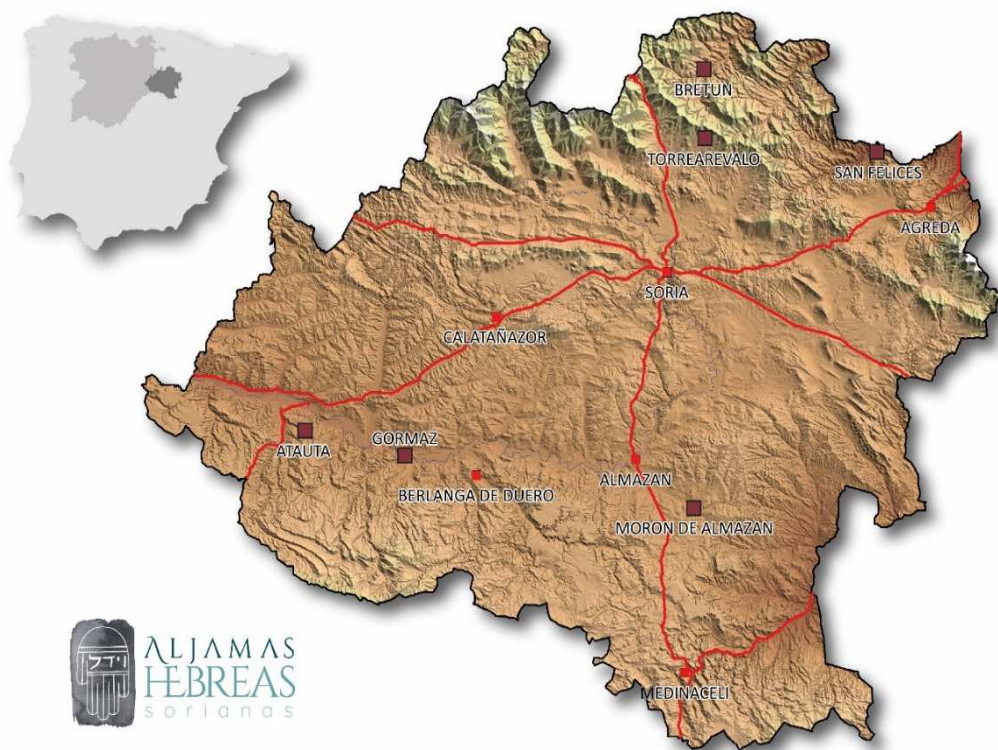 BRETUN
TORREAREVALO
SAN FELICES
AGREDA
SORIA
CALATAÑAZOR
ATAUTA
GORMAZ
BERLANGA DE DUERO
ALMAZAN
MORON DE ALMAZAN
MEDINACELI
ALJAMAS
HEBREAS
sorianas